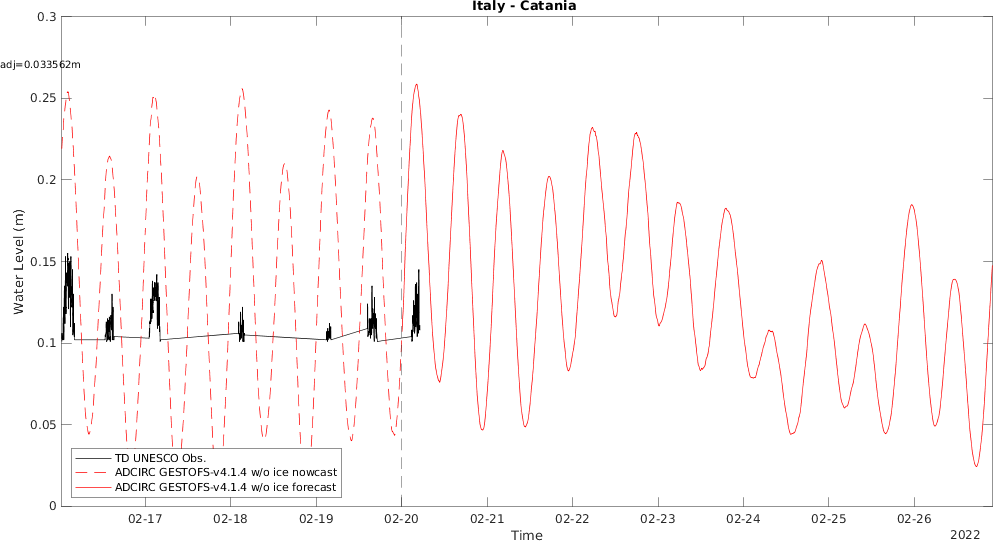 Italy - Catania
adj=0.033562m
Water Level (m)
0.3
0.25
0.2
0.15
0.1
0.05
0
TD UNESCO Obs.
ADCIRC GESTOFS-v4.1.4 w/o ice nowcast
ADCIRC GESTOFS-v4.1.4 w/o ice forecast
02-17 02-18 02-19 02-20 02-21 02-22 02-23 02-24 02-25 02-26
Time
2022